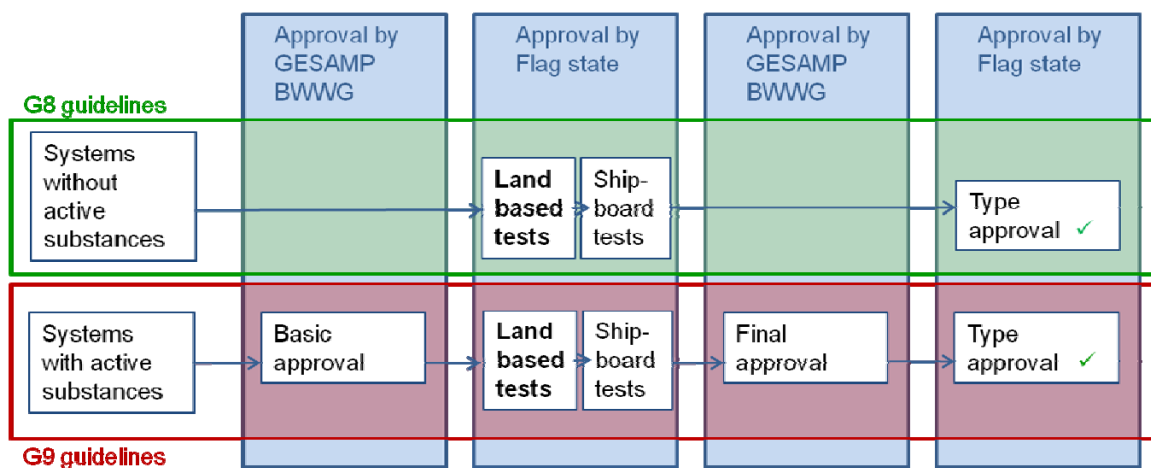 Approval by
GESAMP
BWWG
Approval by
Flag state
Approval by
GESAMP
BWWG
Approval by
Flag state
G8 guidelines
Systems
without
active
substances
Land
based
tests
Ship-
board
tests
Type
approval ✓
Systems
with active
substances
Basic
approval
Land
based
tests
Ship-
board
tests
Final
approval
Type
approval ✓
G9 guidelines